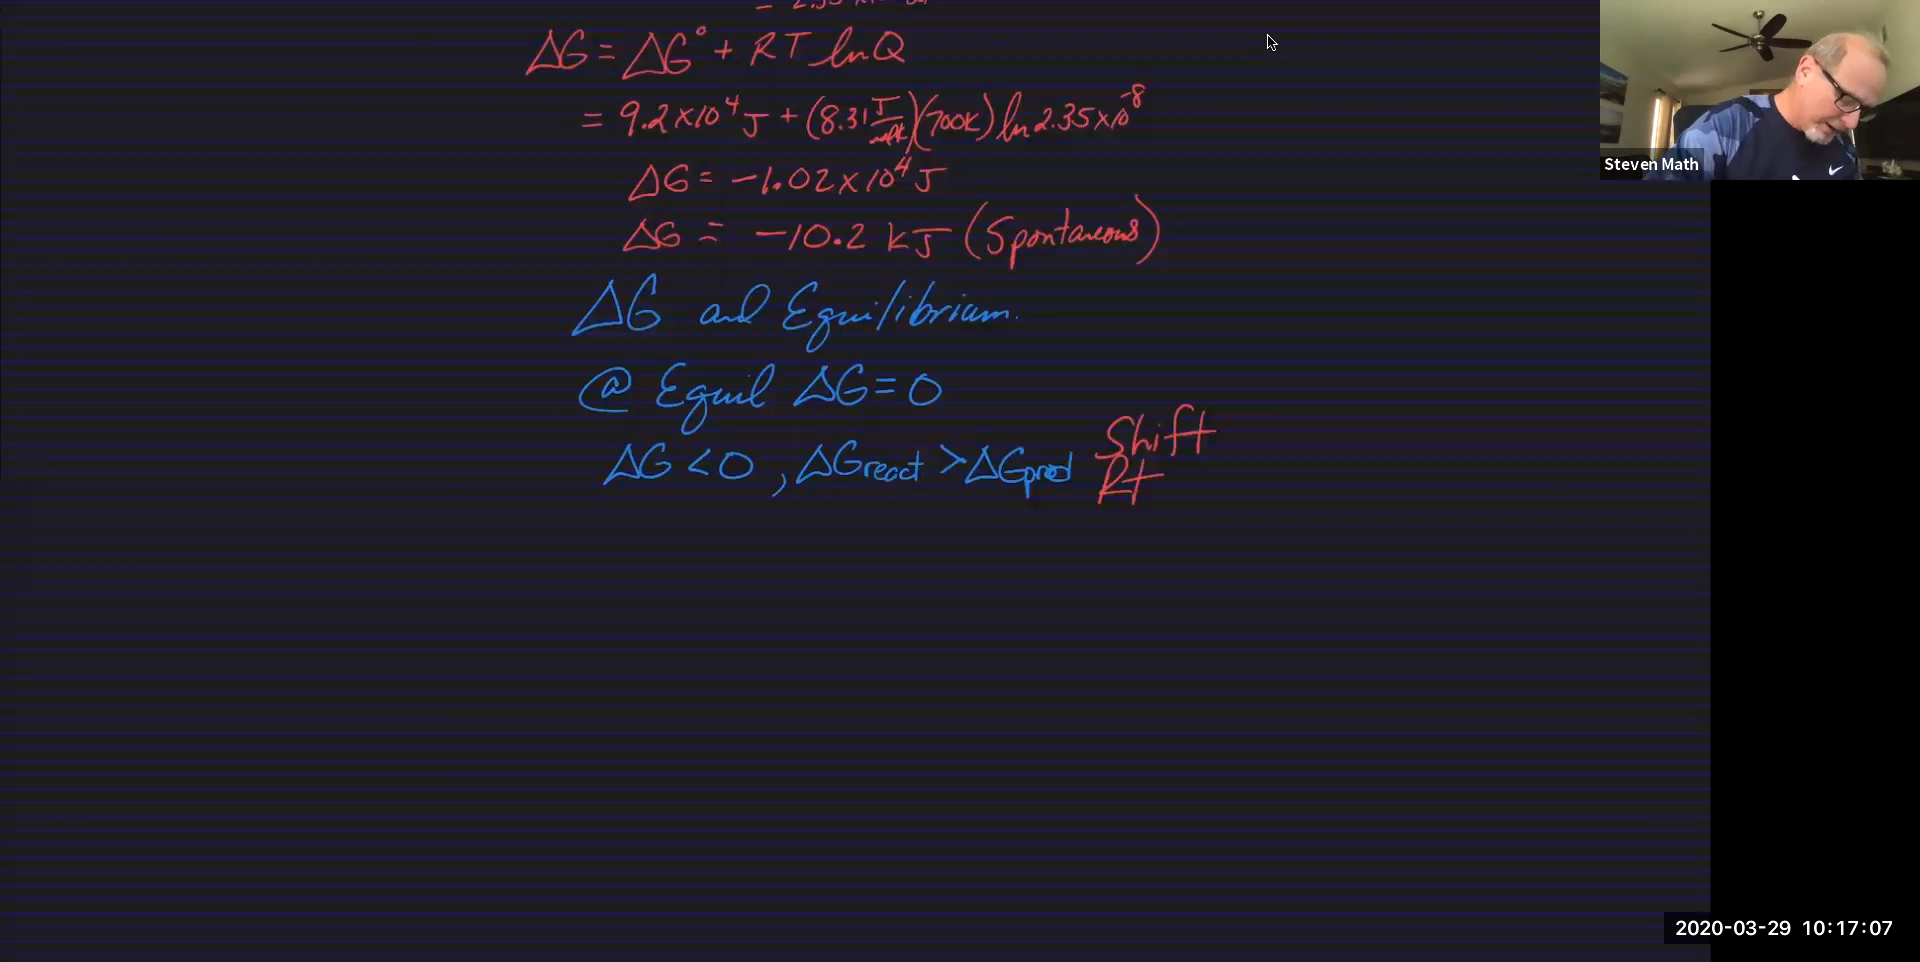 ΔG = ΔG° + RT ln Q
= 9.2 x 10⁴ J + (8.31 J/molK)(700K) ln 2.35 x 10⁻⁸
ΔG = -1.02 x 10⁴ J
ΔG = -10.2 kJ (Spontaneous)
ΔG and Equilibrium.
@ Equil ΔG = 0
ΔG < 0, ΔGreact > ΔGprod Shift
Rt
Steven Math
2020-03-29 10:17:07